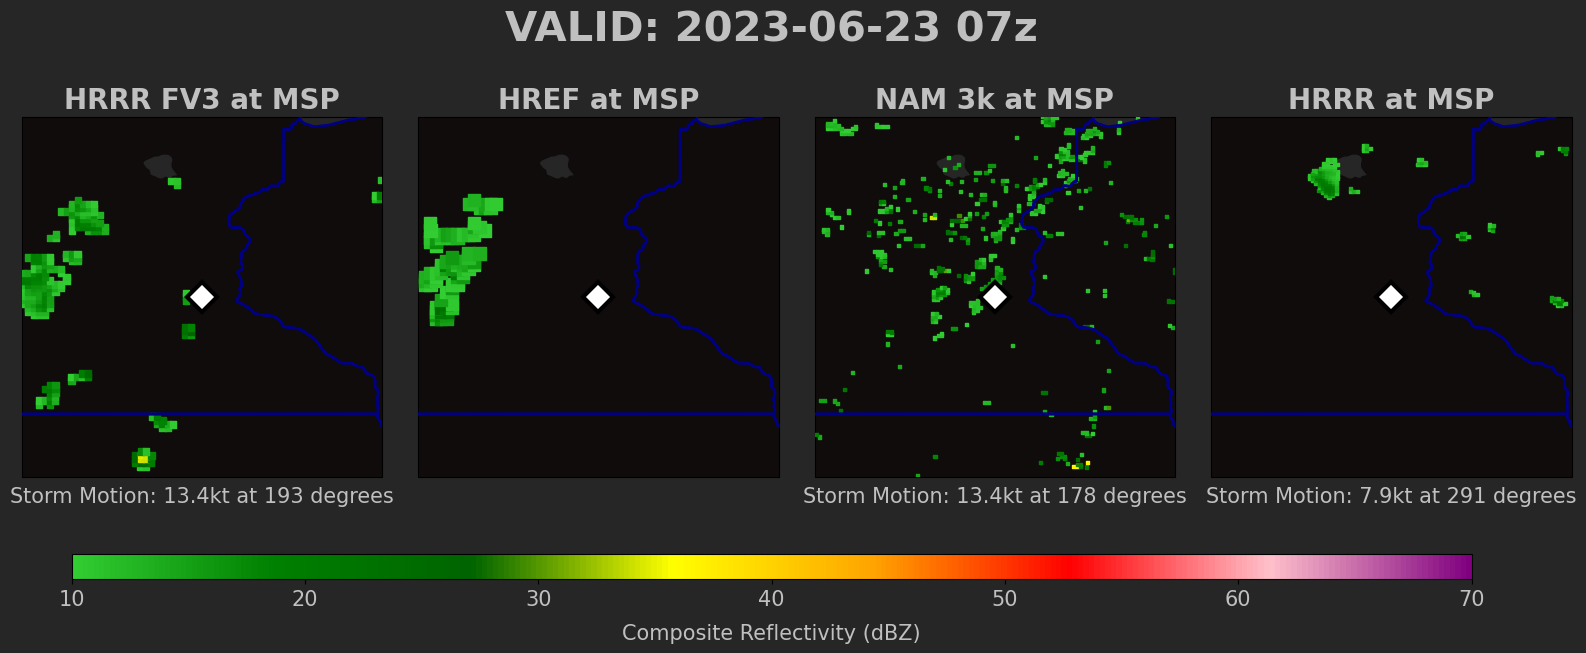 VALID: 2023-06-23 07z
HRRR FV3 at MSP
HREF at MSP
NAM 3k at MSP
HRRR at MSP
Storm Motion: 13.4kt at 193 degrees
Storm Motion: 13.4kt at 178 degrees
Storm Motion: 7.9kt at 291 degrees
10 20 30 40 50 60 70
Composite Reflectivity (dBZ)